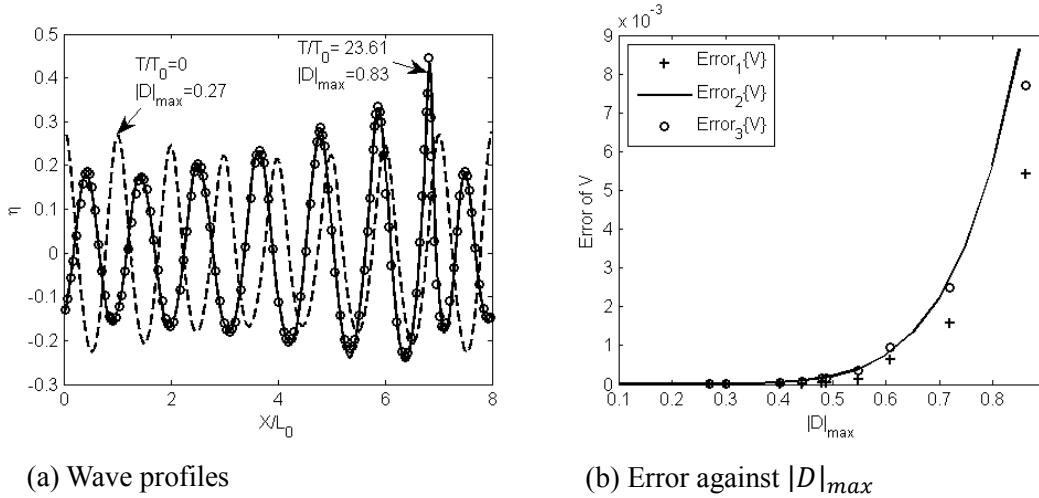 0.5
0.4
0.3
0.2
0.1
0
-0.1
-0.2
-0.3
η
0 2 4 6 8
X/L₀
T/T₀=0
|D|max=0.27
T/T₀= 23.61
|D|max=0.83
(a) Wave profiles
x 10⁻³
9
8
7
6
5
4
3
2
1
0
Error of V
0.1 0.2 0.3 0.4 0.5 0.6 0.7 0.8
|D|max
Error₁{V}
Error₂{V}
Error₃{V}
(b) Error against |D|max